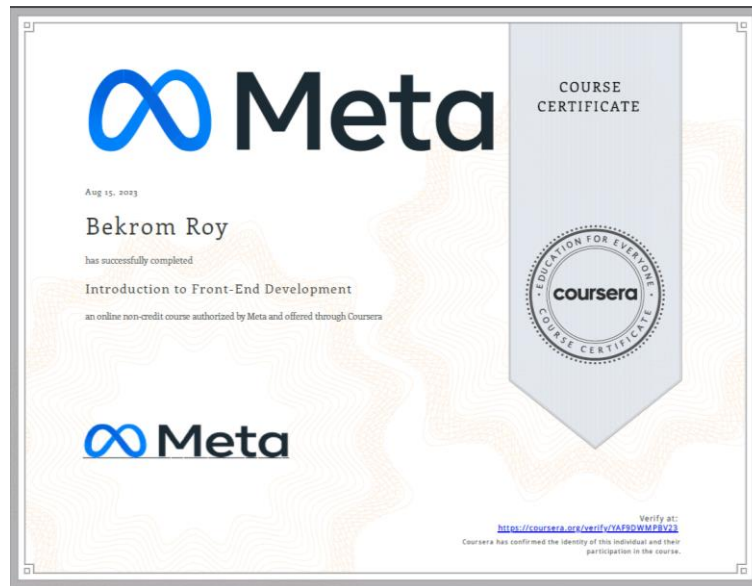 Meta
COURSE
CERTIFICATE
Aug 15, 2023
Bekrom Roy
has successfully completed
Introduction to Front-End Development
an online non-credit course authorized by Meta and offered through Coursera
EDUCATION FOR EVERYONE
coursera
COURSE CERTIFICATE
Meta
Verify at:
https://coursera.org/verify/YAF9DWMPBV23
Coursera has confirmed the identity of this individual and their
participation in the course.